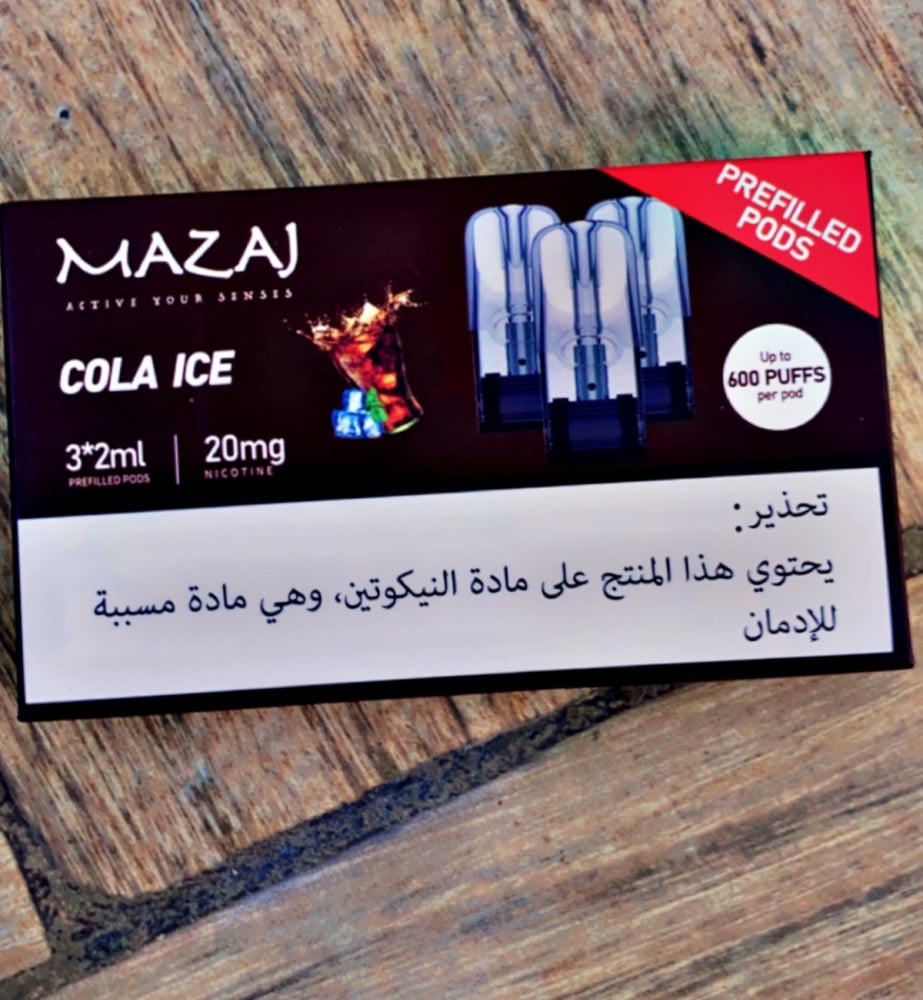 MAZAJ
ACTIVE YOUR SENSES
COLA ICE
3*2ml
PREFILLED PODS
20mg
NICOTINE
PREFILLED
PODS
Up to
600 PUFFS
per pod
تحذير:
يحتوي هذا المنتج على مادة النيكوتين، وهي مادة مسببة
للإدمان